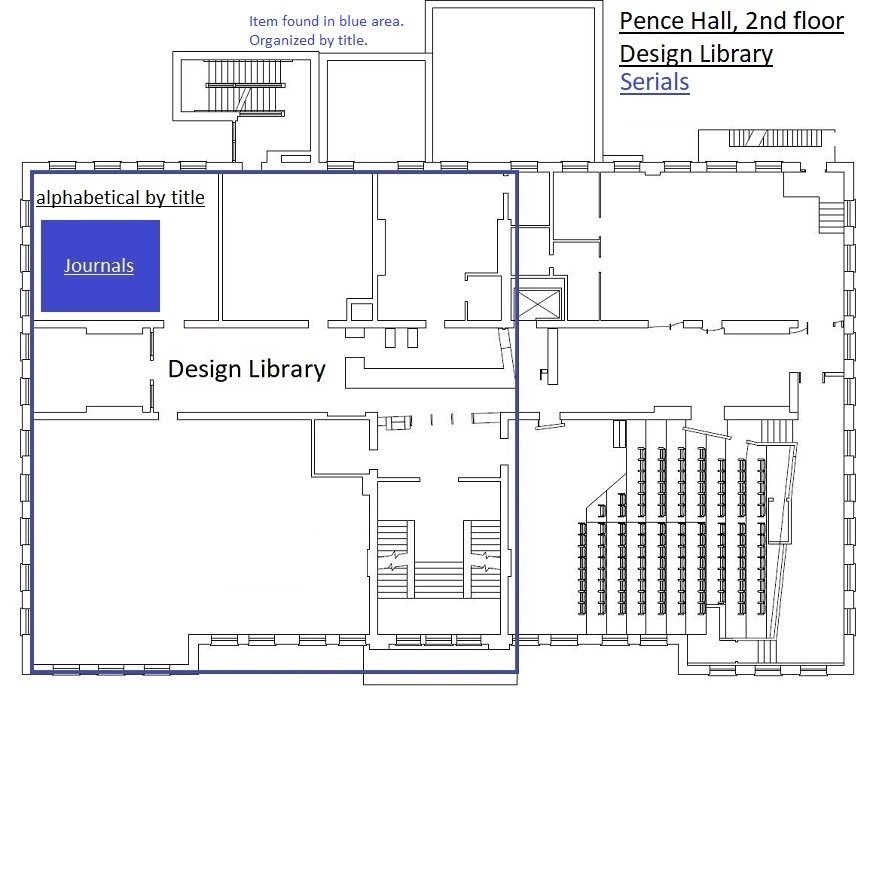 Item found in blue area.
Organized by title.
Pence Hall, 2nd floor
Design Library
Serials
alphabetical by title
Journals
Design Library